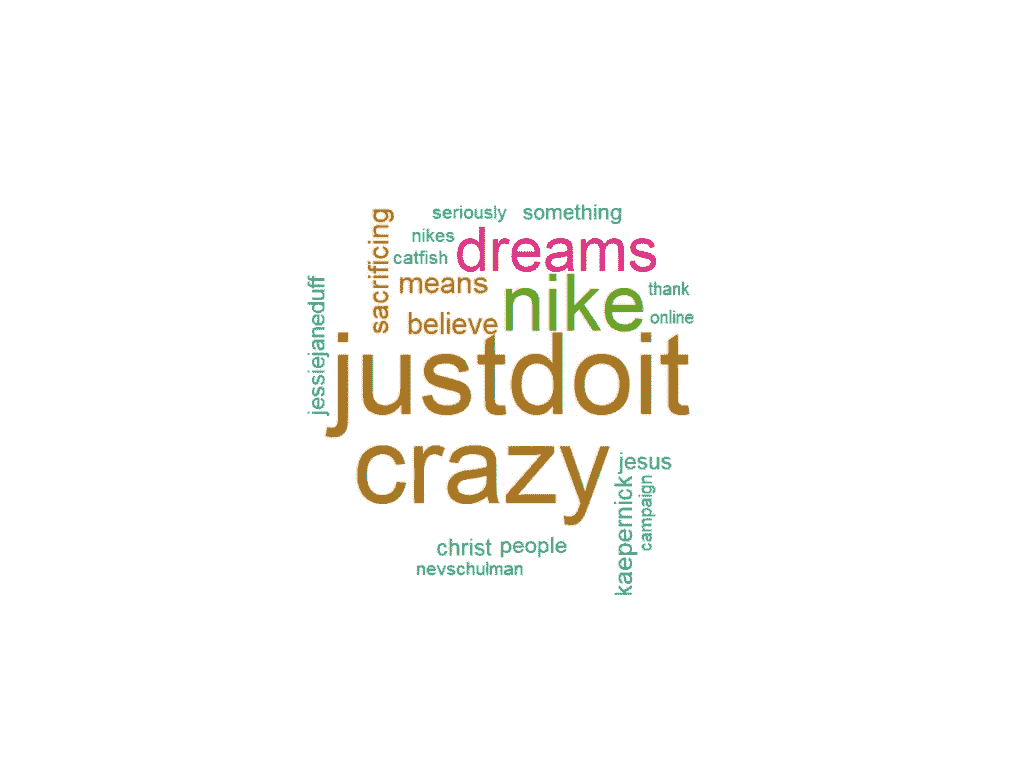 seriously something
nikes
dreams
catfish
sacrificing
means
nike
thank
online
believe
jessiejaneduff
justdoit
crazy
jesus
kaepernick
campaign
christ people
nevschulman